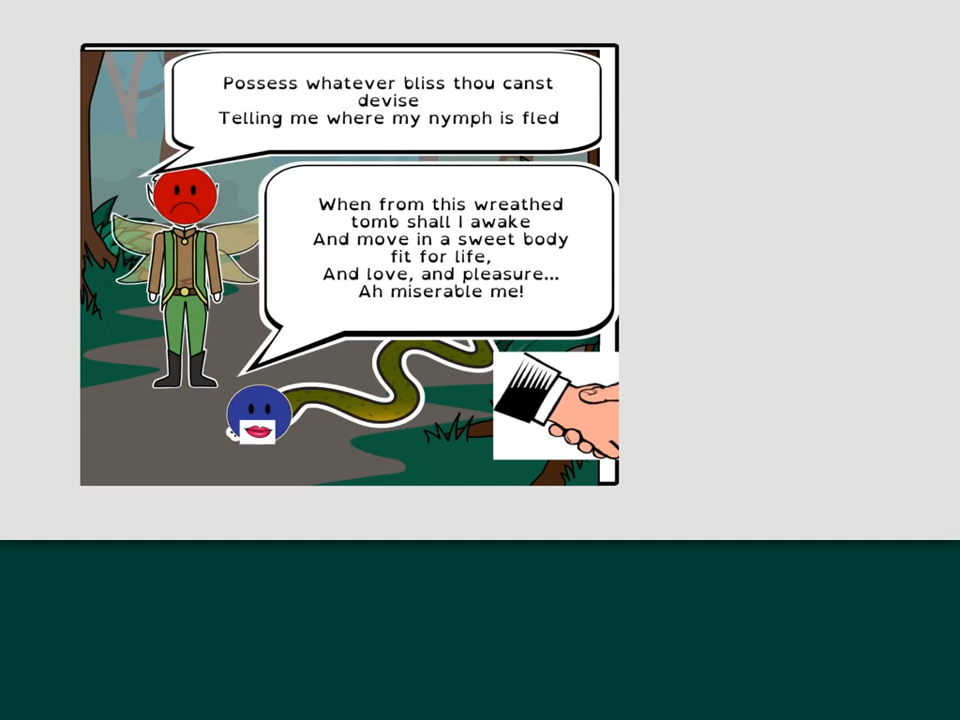 Possess whatever bliss thou canst
devise
Telling me where my nymph is fled
When from this wreathed
tomb shall I awake
And move in a sweet body
fit for life,
And love, and pleasure...
Ah miserable me!